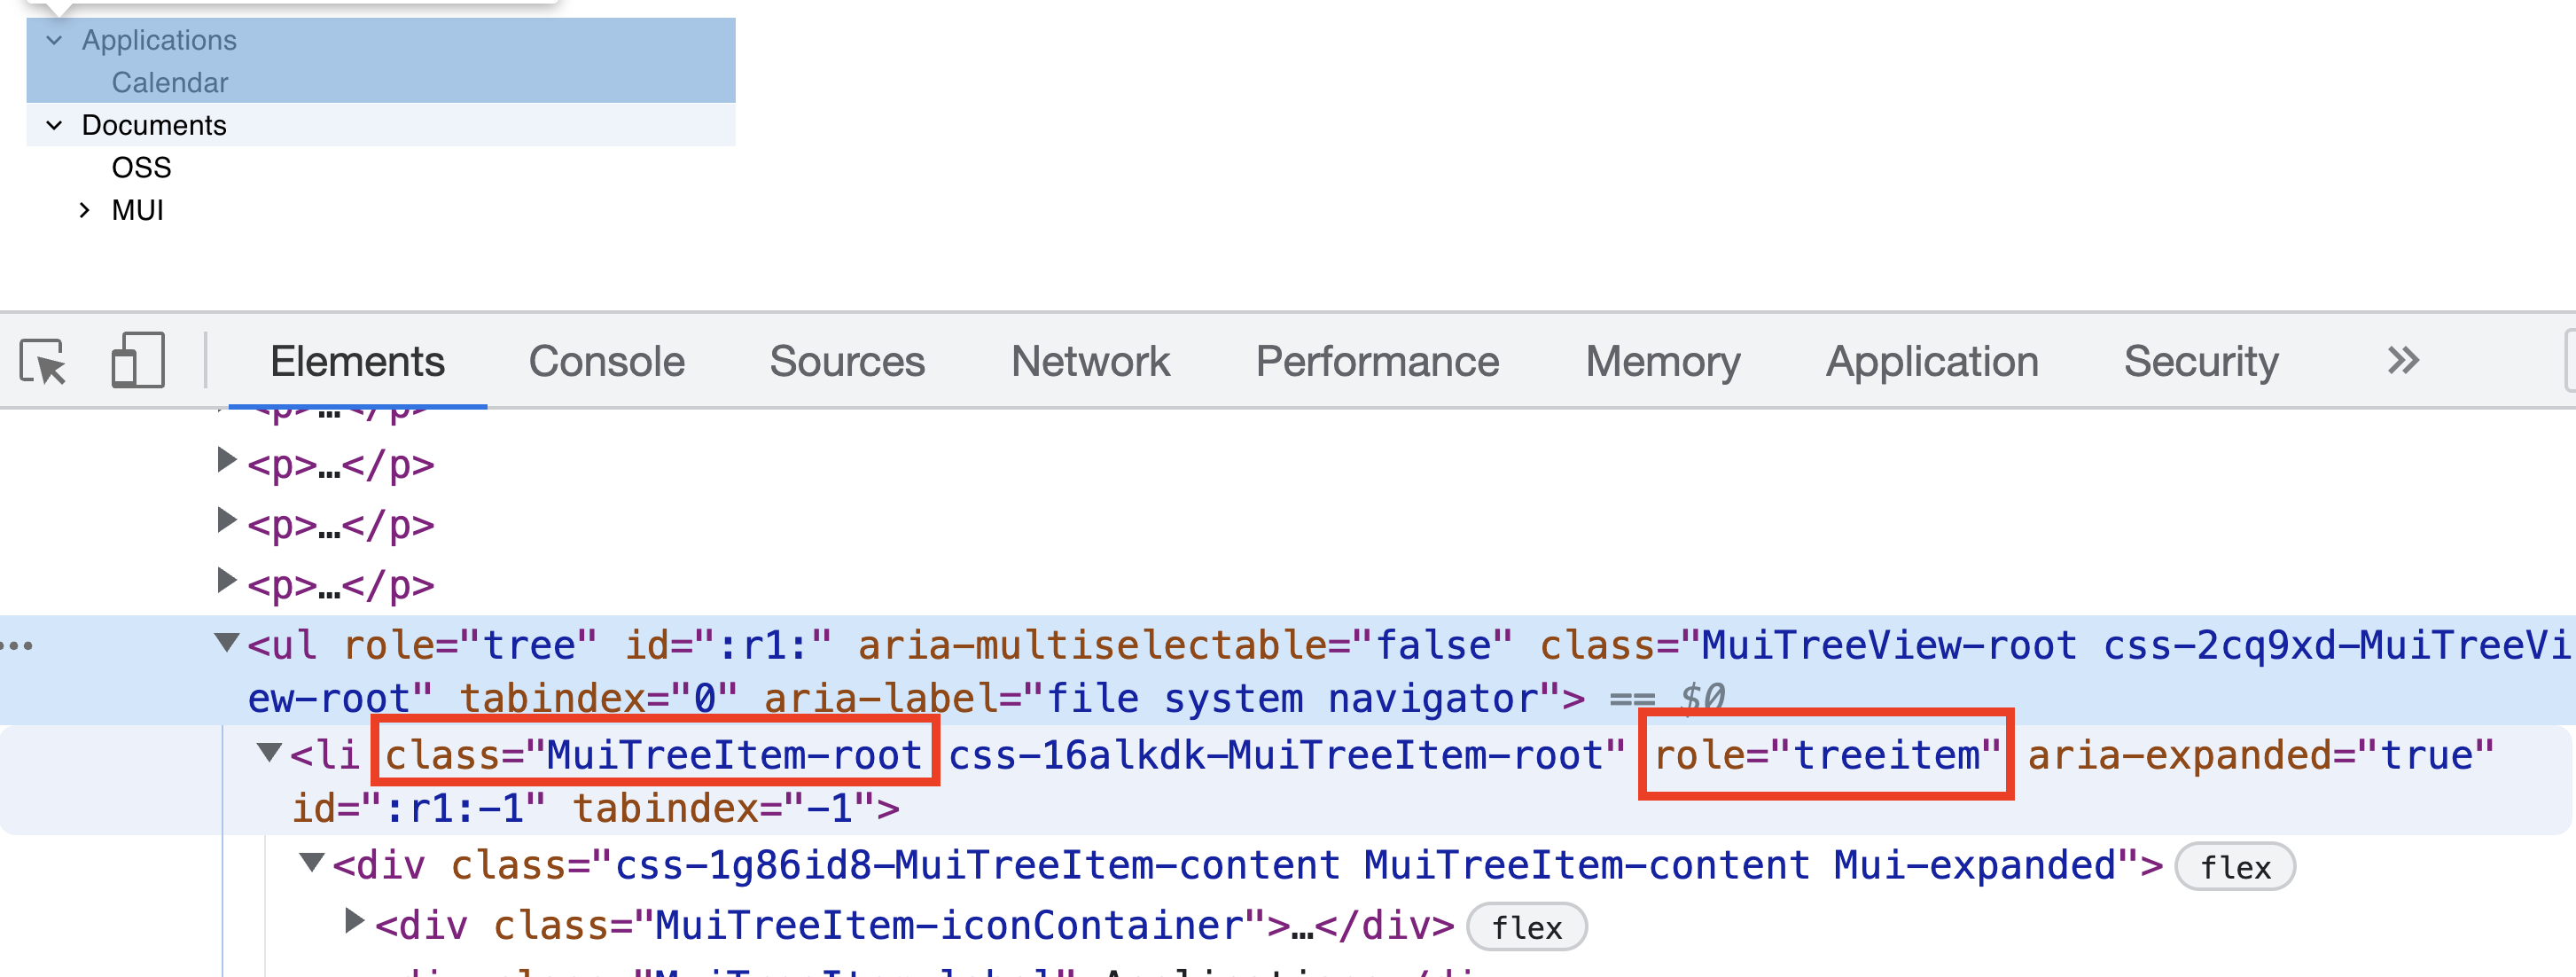 Applications
Calendar
Documents
OSS
MUI
Elements Console Sources Network Performance Memory Application Security
<p>…</p>
<p>…</p>
<p>…</p>
<p>…</p>
<ul role="tree" id=":r1:" aria-multiselectable="false" class="MuiTreeView-root css-2cq9xd-MuiTreeVi
ew-root" tabindex="0" aria-label="file system navigator"> == $0
<li class="MuiTreeItem-root css-16alkdk-MuiTreeItem-root" role="treeitem" aria-expanded="true"
id=":r1:-1" tabindex="-1">
<div class="css-1g86id8-MuiTreeItem-content MuiTreeItem-content Mui-expanded"> flex
<div class="MuiTreeItem-iconContainer">…</div> flex